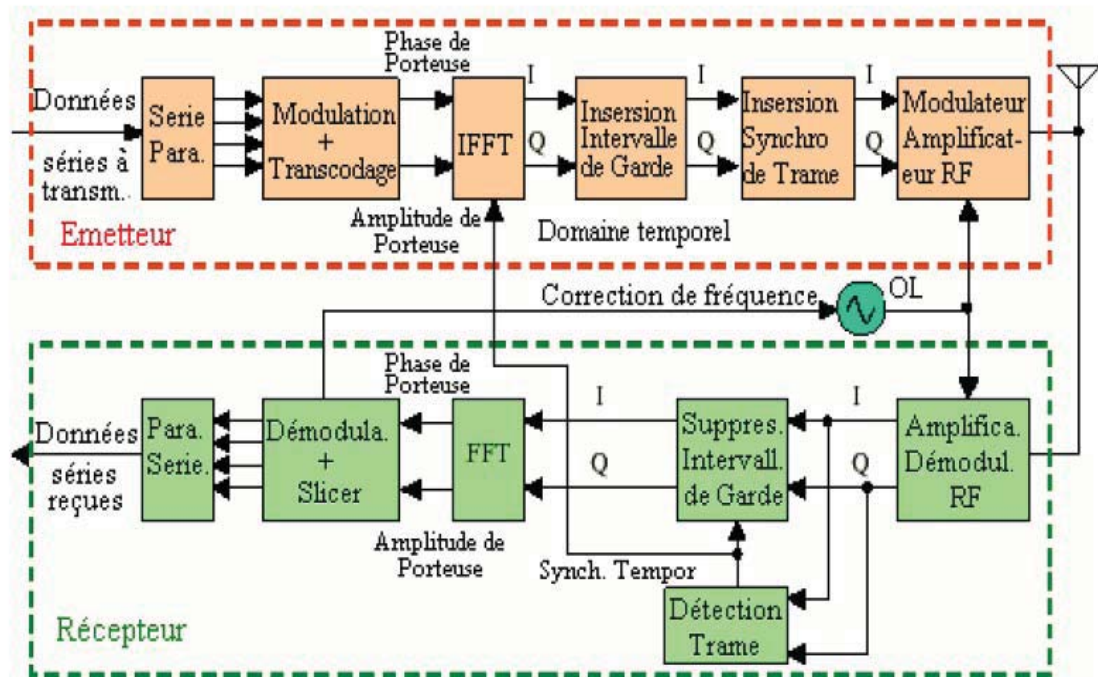 Phase de
Porteuse
I
I
I
Données
séries à
transm.
Serie
Para.
Modulation
+
Transcodage
IFFT
Insersion
Intervalle
de Garde
Insersion
Synchro
de Trame
Modulateur
Amplificat-
eur RF
Q
Q
Q
Emetteur
Amplitude de
Porteuse
Domaine temporel
Correction de fréquence
OL
Phase de
Porteuse
I
I
Données
séries
reçues
Para.
Serie.
Démodula.
+
Slicer
FFT
Q
Suppres.
Intervall.
de Garde
Q
Amplifica.
Démodul.
RF
Amplitude de
Porteuse
Synch. Tempor
Détection
Trame
Récepteur